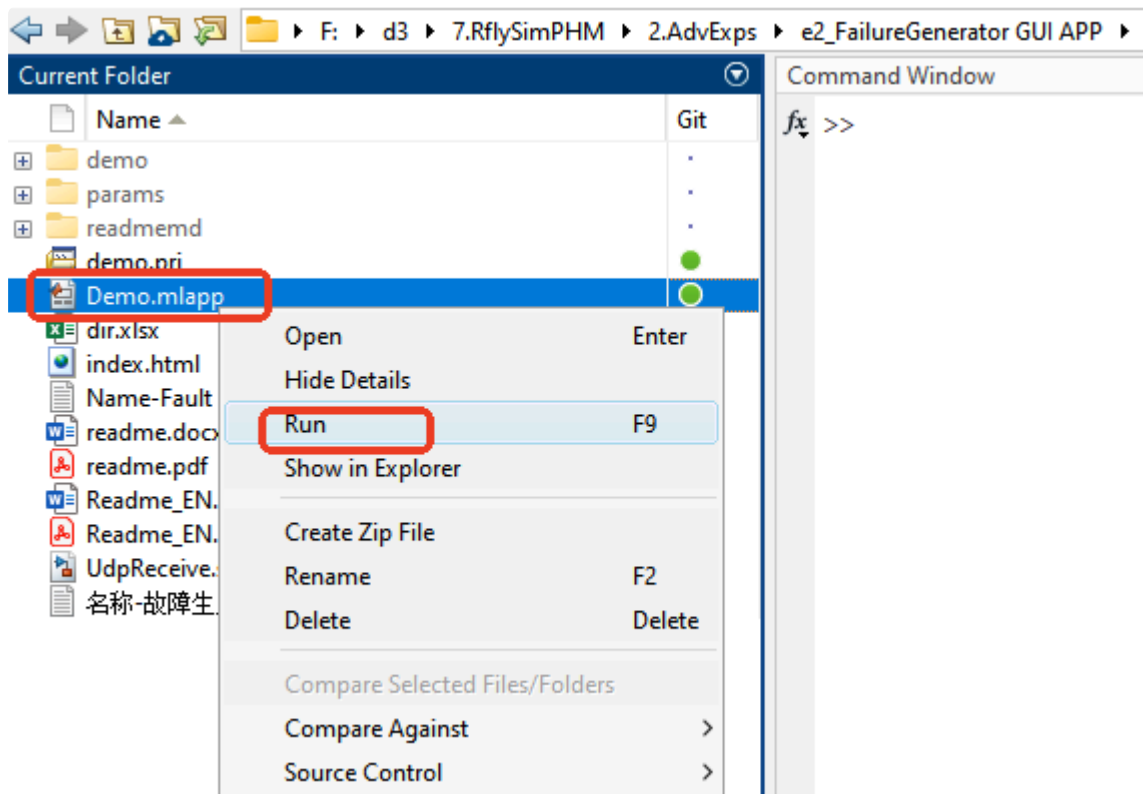 F: d3 7.RflySimPHM 2.AdvExps e2_FailureGenerator GUI APP
Current Folder
Command Window
Name Git
fx >>
demo
params
readmemd
demo.prj
Demo.mlapp
dir.xlsx
index.html
Name-Fault
readme.docx
readme.pdf
Readme_EN.
Readme_EN.
UdpReceive.
名称-故障生
Open Enter
Hide Details
Run F9
Show in Explorer
Create Zip File
Rename F2
Delete Delete
Compare Selected Files/Folders
Compare Against >
Source Control >